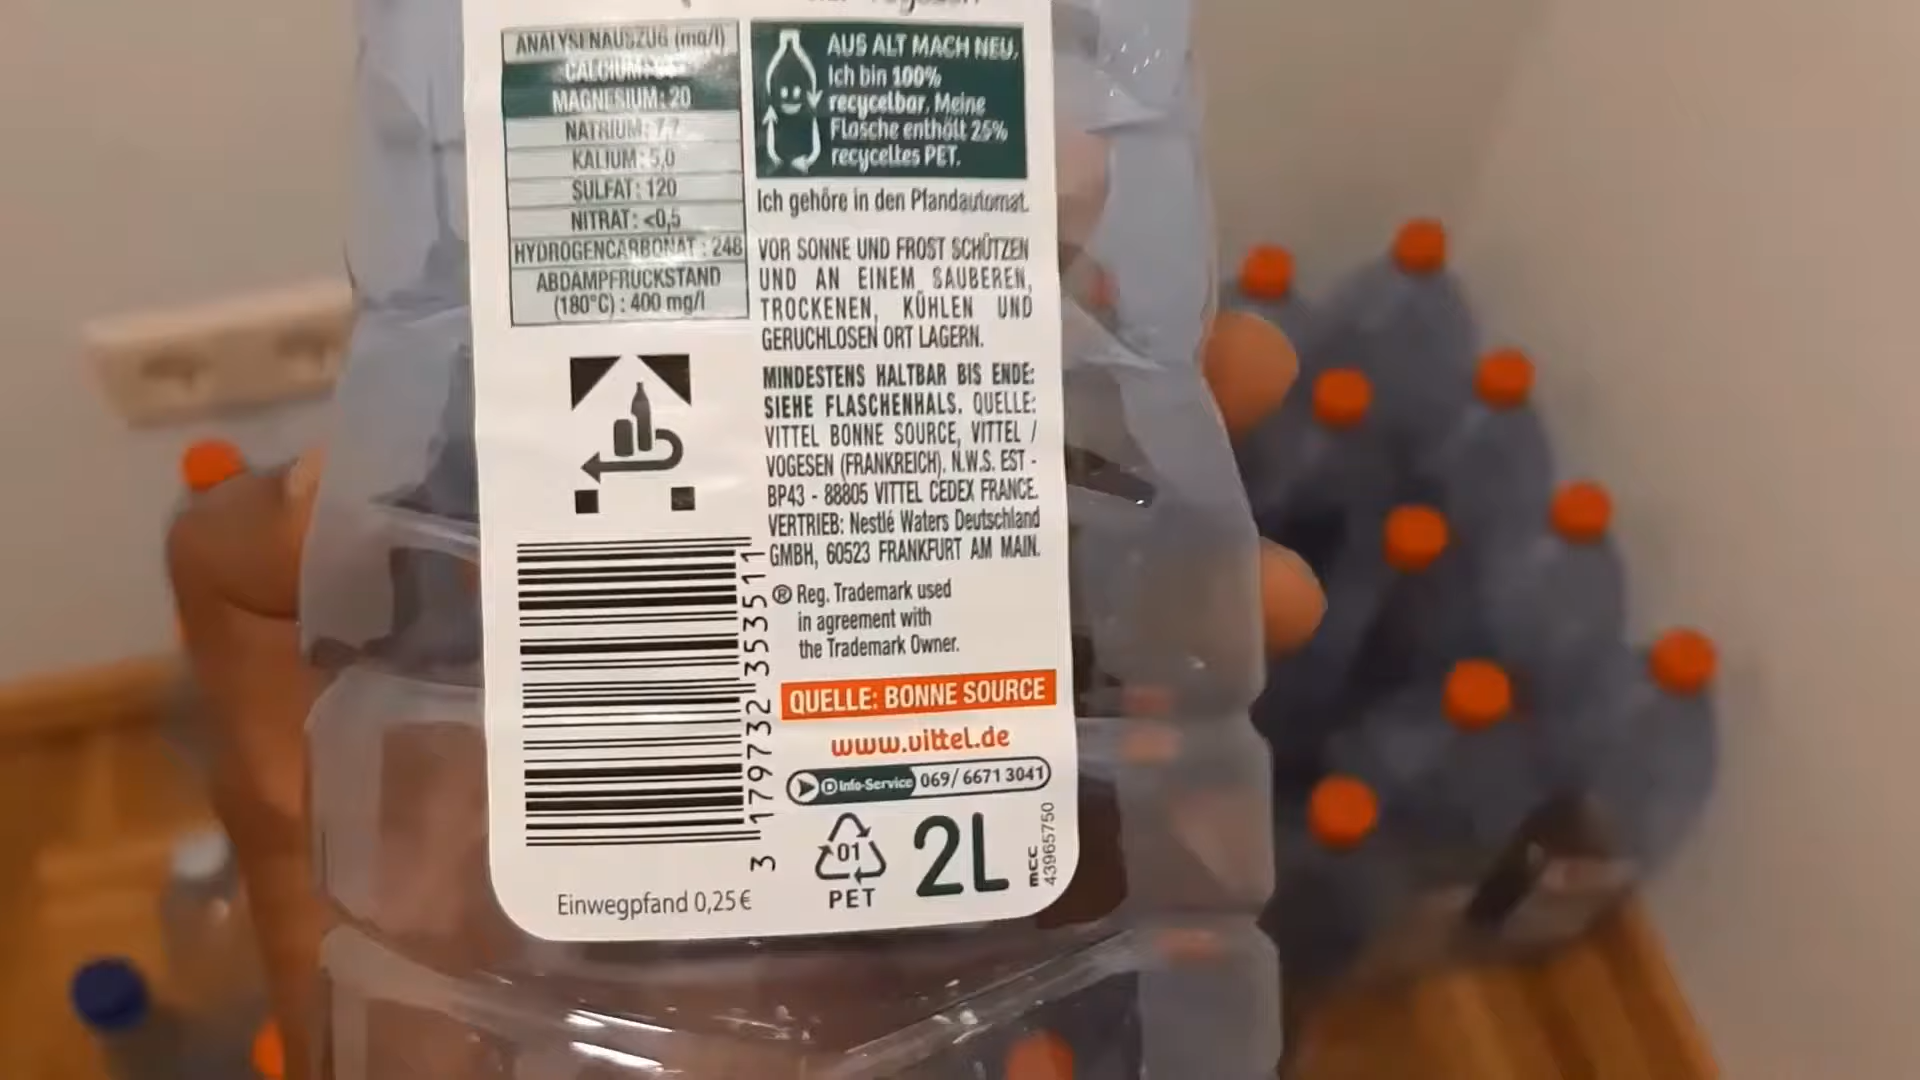 ANALYSENAUSZUG (mg/l)
CALCIUM:
MAGNESIUM: 20
NATRIUM: 7,7
KALIUM: 5,0
SULFAT: 120
NITRAT: <0,5
HYDROGENCARBONAT : 248
ABDAMPFRÜCKSTAND
(180°C) : 400 mg/l
AUS ALT MACH NEU.
Ich bin 100%
recycelbar. Meine
Flasche enthält 25%
recyceltes PET.
Ich gehöre in den Pfandautomat.
VOR SONNE UND FROST SCHÜTZEN
UND AN EINEM SAUBEREN,
TROCKENEN, KÜHLEN UND
GERUCHLOSEN ORT LAGERN.
MINDESTENS HALTBAR BIS ENDE:
SIEHE FLASCHENHALS. QUELLE:
VITTEL BONNE SOURCE, VITTEL /
VOGESEN (FRANKREICH). N.W.S. EST -
BP43 - 88805 VITTEL CEDEX FRANCE.
VERTRIEB: Nestlé Waters Deutschland
GMBH, 60523 FRANKFURT AM MAIN.
® Reg. Trademark used
in agreement with
the Trademark Owner.
QUELLE: BONNE SOURCE
www.vittel.de
D Info-Service 069/ 6671 3041
3 179732 353511
01
PET
2L
mcc
43965750
Einwegpfand 0,25€